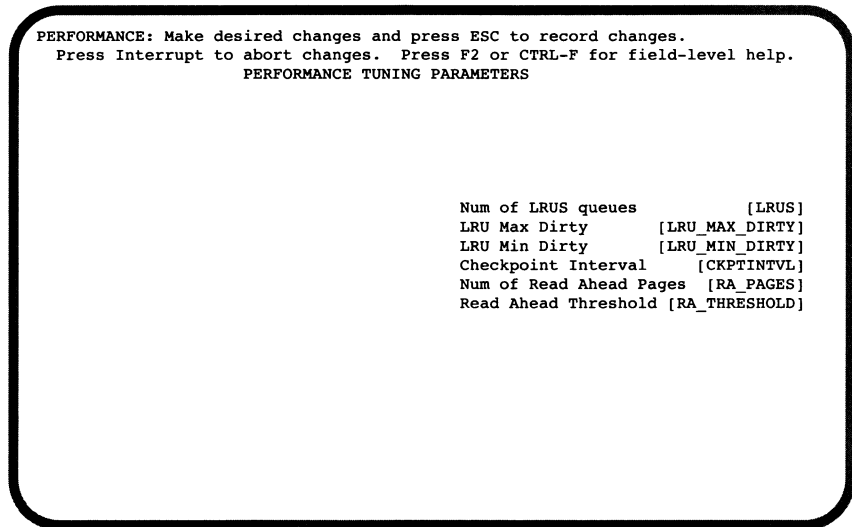 PERFORMANCE: Make desired changes and press ESC to record changes.
Press Interrupt to abort changes. Press F2 or CTRL-F for field-level help.
PERFORMANCE TUNING PARAMETERS
Num of LRUS queues [LRUS]
LRU Max Dirty [LRU_MAX_DIRTY]
LRU Min Dirty [LRU_MIN_DIRTY]
Checkpoint Interval [CKPTINTVL]
Num of Read Ahead Pages [RA_PAGES]
Read Ahead Threshold [RA_THRESHOLD]